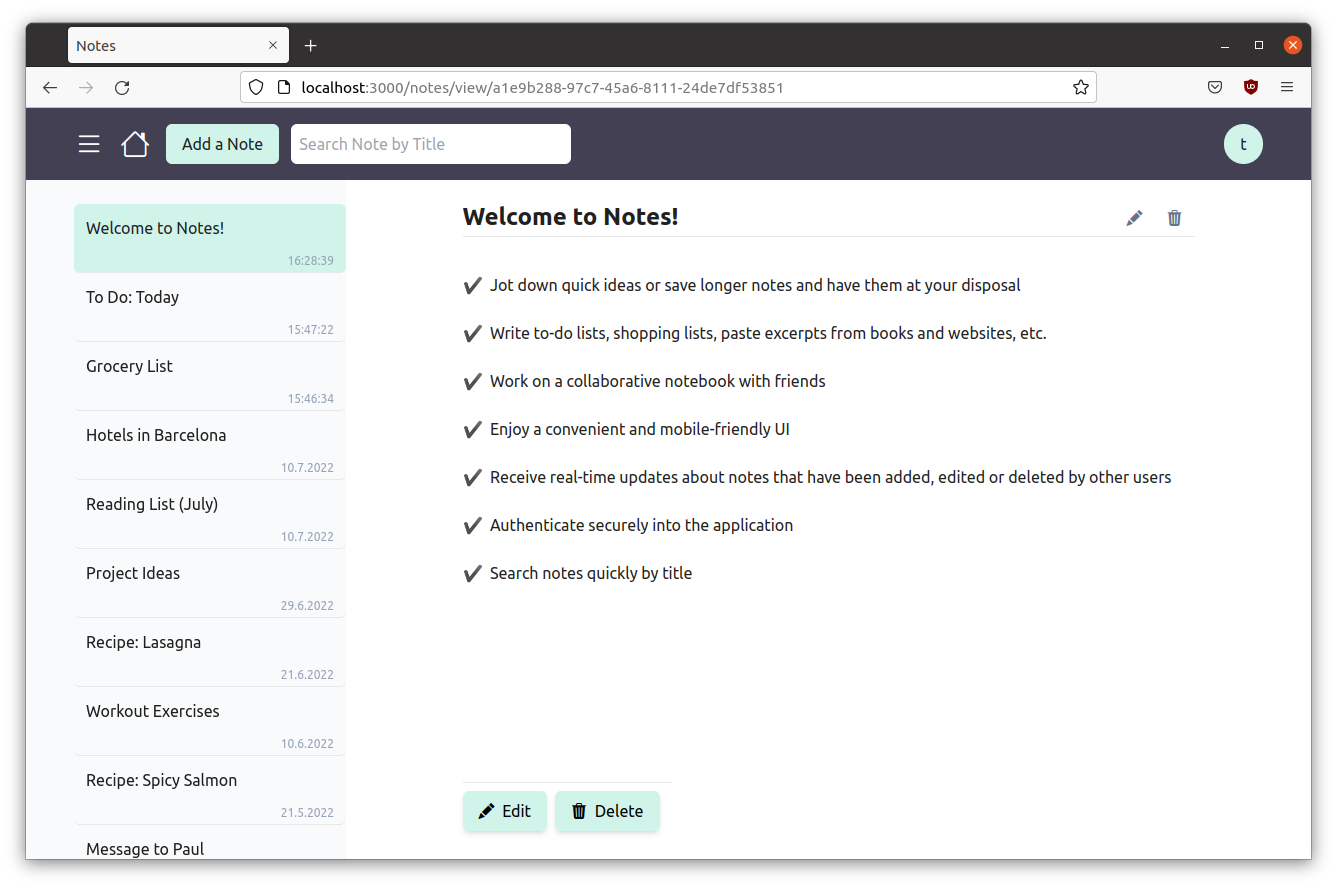 Notes
localhost:3000/notes/view/a1e9b288-97c7-45a6-8111-24de7df53851
Add a Note
Search Note by Title
t
Welcome to Notes!
16:28:39
To Do: Today
15:47:22
Grocery List
15:46:34
Hotels in Barcelona
10.7.2022
Reading List (July)
10.7.2022
Project Ideas
29.6.2022
Recipe: Lasagna
21.6.2022
Workout Exercises
10.6.2022
Recipe: Spicy Salmon
21.5.2022
Message to Paul
Welcome to Notes!
✔ Jot down quick ideas or save longer notes and have them at your disposal
✔ Write to-do lists, shopping lists, paste excerpts from books and websites, etc.
✔ Work on a collaborative notebook with friends
✔ Enjoy a convenient and mobile-friendly UI
✔ Receive real-time updates about notes that have been added, edited or deleted by other users
✔ Authenticate securely into the application
✔ Search notes quickly by title
Edit
Delete